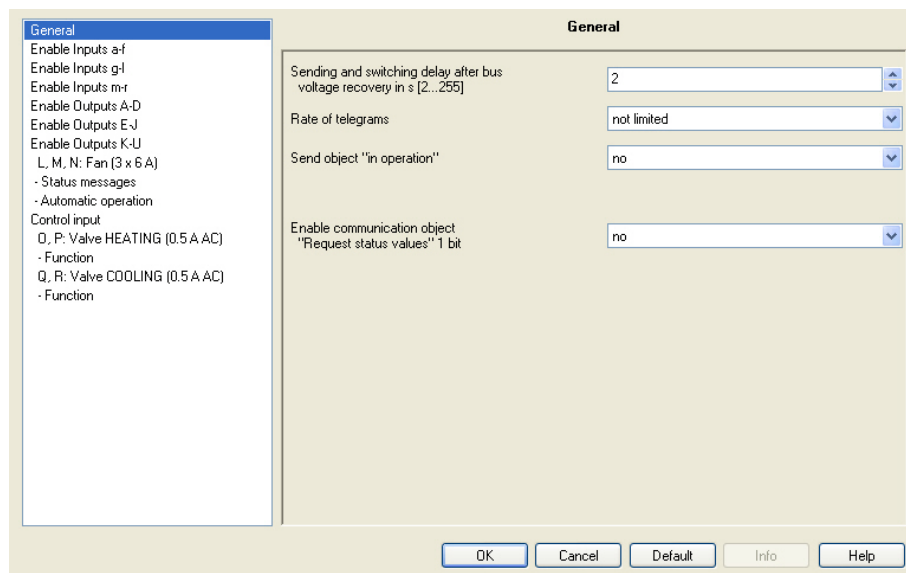 General
Enable Inputs a-f
Enable Inputs g-l
Enable Inputs m-r
Enable Outputs A-D
Enable Outputs E-J
Enable Outputs K-U
L, M, N: Fan (3 x 6 A)
- Status messages
- Automatic operation
Control input
O, P: Valve HEATING (0.5 A AC)
- Function
Q, R: Valve COOLING (0.5 A AC)
- Function
General
Sending and switching delay after bus
voltage recovery in s [2...255]
2
Rate of telegrams
not limited
Send object "in operation"
no
Enable communication object
"Request status values" 1 bit
no
OK
Cancel
Default
Info
Help